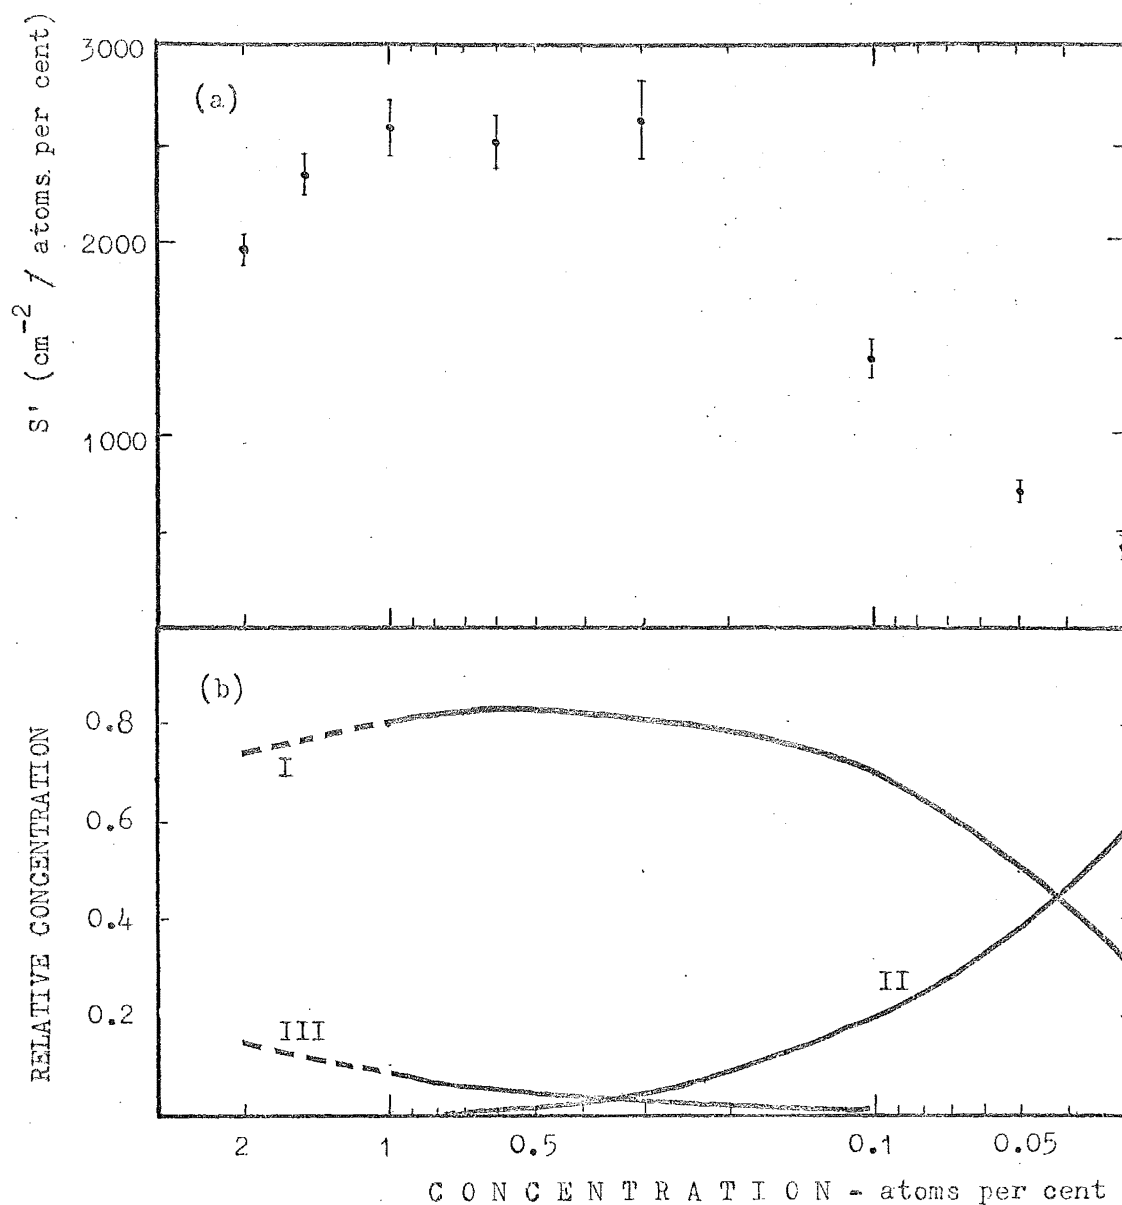 3000
(a)
2000
1000
S' (cm-2 / atoms per cent)
(b)
0.8
I
0.6
0.4
II
0.2
III
RELATIVE CONCENTRATION
2 1 0.5 0.1 0.05
CONCENTRATION - atoms per cent